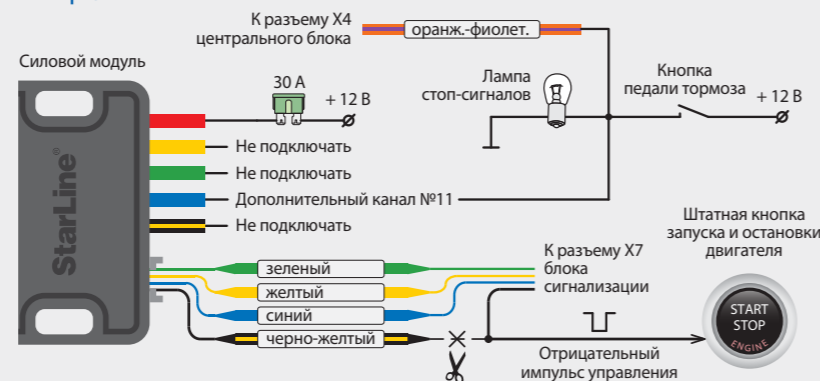 К разъему X4
центрального блока
оранж.-фиолет.
Силовой модуль
30 А
+ 12 В
Лампа
стоп-сигналов
Кнопка
педали тормоза
+ 12 В
Не подключать
Не подключать
Дополнительный канал №11
Не подключать
StarLine®
зеленый
желтый
синий
черно-желтый
К разъему X7
блока
сигнализации
Штатная кнопка
запуска и остановки
двигателя
START
STOP
ENGINE
Отрицательный
импульс управления